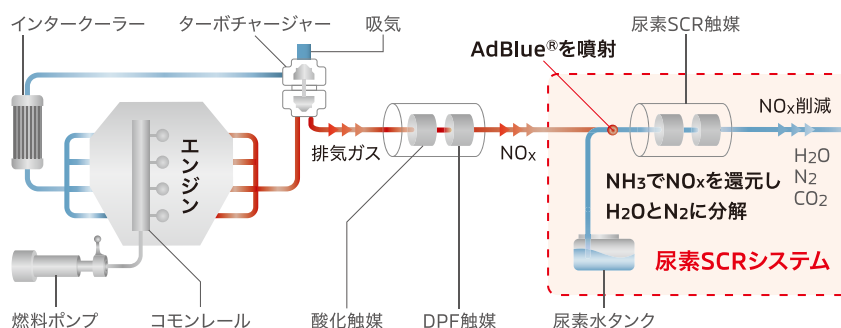 インタークーラー
ターボチャージャー
吸気
尿素SCR触媒
AdBlue®を噴射
エンジン
排気ガス
NOx
NOx削減
H2O
N2
CO2
NH3でNOxを還元し
H2OとN2に分解
尿素SCRシステム
燃料ポンプ
コモンレール
酸化触媒
DPF触媒
尿素水タンク